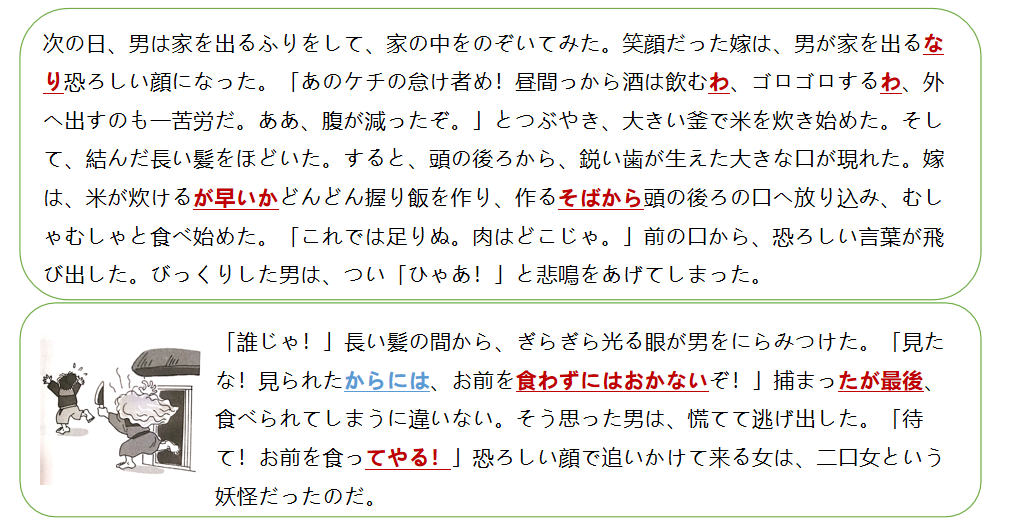 次の日、男は家を出るふりをして、家の中をのぞいてみた。笑顔だった嫁は、男が家を出るな
り恐ろしい顔になった。「あのケチの怠け者め！昼間っから酒は飲むわ、ゴロゴロするわ、外
へ出すのも一苦労だ。ああ、腹が減ったぞ。」とつぶやき、大きい釜で米を炊き始めた。そし
て、結んだ長い髪をほどいた。すると、頭の後ろから、鋭い歯が生えた大きな口が現れた。嫁
は、米が炊けるが早いかどんどん握り飯を作り、作るそばから頭の後ろの口へ放り込み、むし
ゃむしゃと食べ始めた。「これでは足りぬ。肉はどこじゃ。」前の口から、恐ろしい言葉が飛
び出した。びっくりした男は、つい「ひゃあ！」と悲鳴をあげてしまった。
「誰じゃ！」長い髪の間から、ぎらぎら光る眼が男をにらみつけた。「見た
な！見られたからには、お前を食わずにはおかないぞ！」捕まったが最後、
食べられてしまうに違いない。そう思った男は、慌てて逃げ出した。「待
て！お前を食ってやる！」恐ろしい顔で追いかけて来る女は、二口女という
妖怪だったのだ。